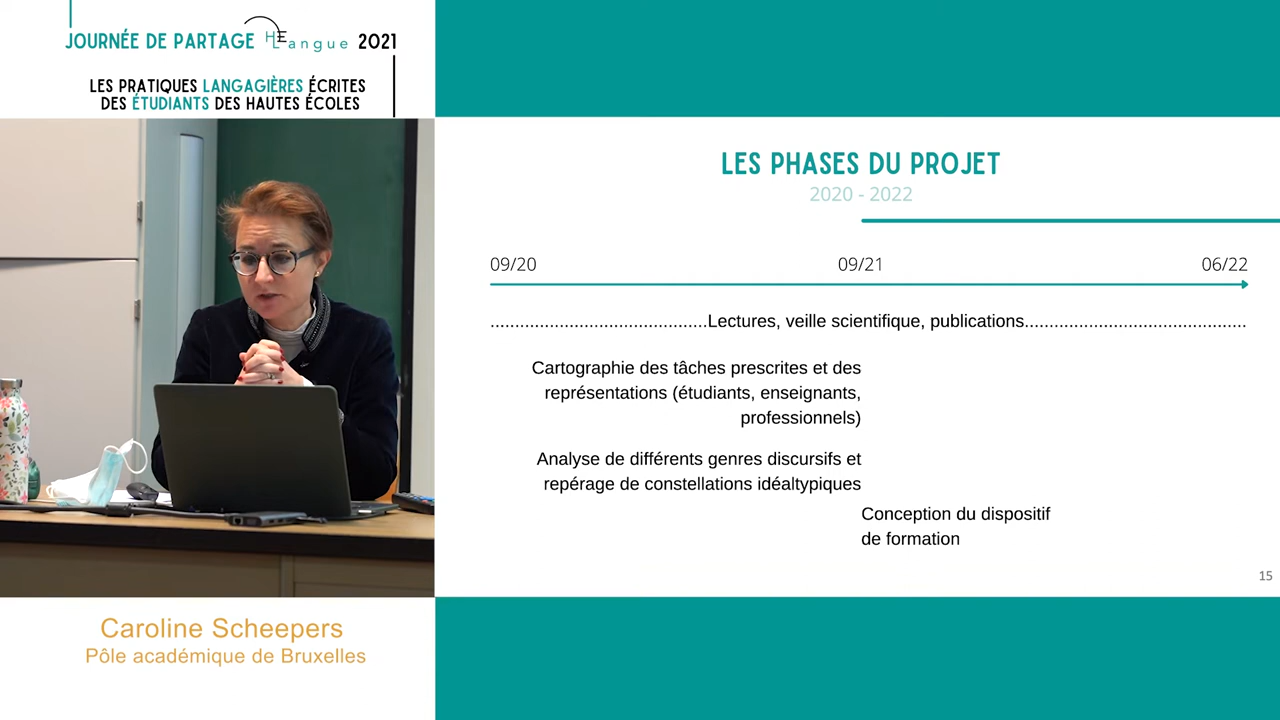 JOURNÉE DE PARTAGE HELangue 2021
LES PRATIQUES LANGAGIÈRES ÉCRITES
DES ÉTUDIANTS DES HAUTES ÉCOLES
LES PHASES DU PROJET
2020 - 2022
09/20 09/21 06/22
............................................Lectures, veille scientifique, publications.............................................
Cartographie des tâches prescrites et des
représentations (étudiants, enseignants,
professionnels)
Analyse de différents genres discursifs et
repérage de constellations idéaltypiques
Conception du dispositif
de formation
15
Caroline Scheepers
Pôle académique de Bruxelles